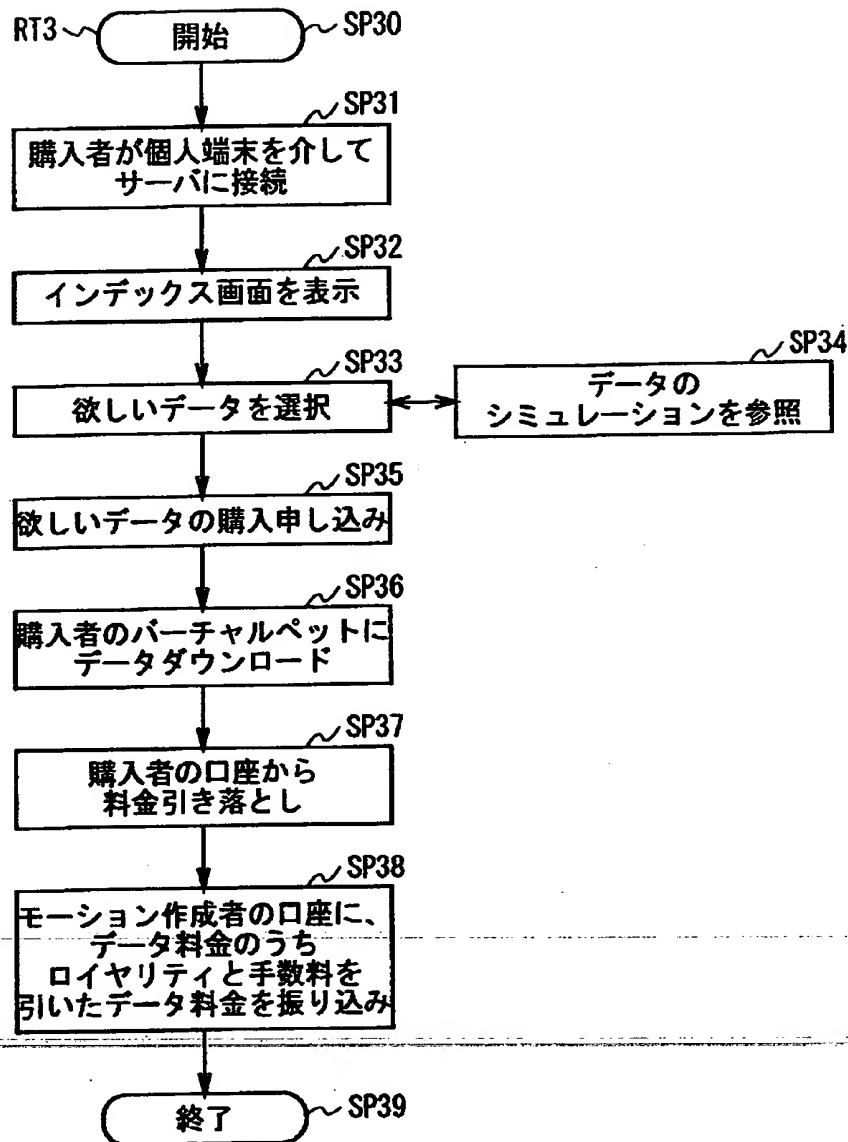 RT3
開始
SP30
SP31
購入者が個人端末を介して
サーバに接続
SP32
インデックス画面を表示
SP33
欲しいデータを選択
SP34
データの
シミュレーションを参照
SP35
欲しいデータの購入申し込み
SP36
購入者のバーチャルペットに
データダウンロード
SP37
購入者の口座から
料金引き落とし
SP38
モーション作成者の口座に、
データ料金のうち
ロイヤリティと手数料を
引いたデータ料金を振り込み
終了
SP39